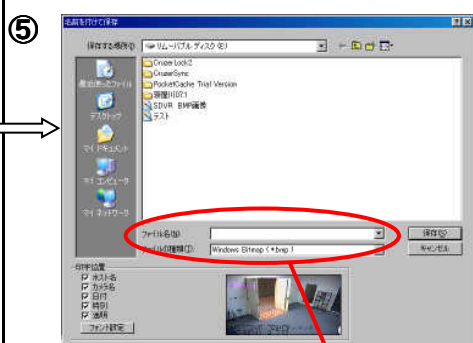 ⑤
名前を付けて保存
保存する場所(I): リムーバブル ディスク (E:)
CruzerLock2
CruzerSync
PocketCache Trial Version
SDVR BMP画像
テスト
最近使ったファイル
デスクトップ
マイ ドキュメント
マイ コンピュータ
マイ ネットワーク
ファイル名(N):
保存(S)
ファイルの種類(T): Windows Bitmap ( *.bmp )
キャンセル
印字位置
ホスト名
カメラ名
日付
時刻
透明
フォント設定